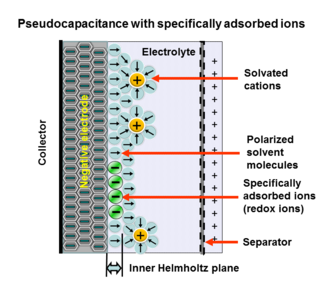 Pseudocapacitance with specifically adsorbed ions
Electrolyte
Solvated
cations
Collector
Negative electrode
Polarized
solvent
molecules
Specifically
adsorbed ions
(redox ions)
Separator
Inner Helmholtz plane